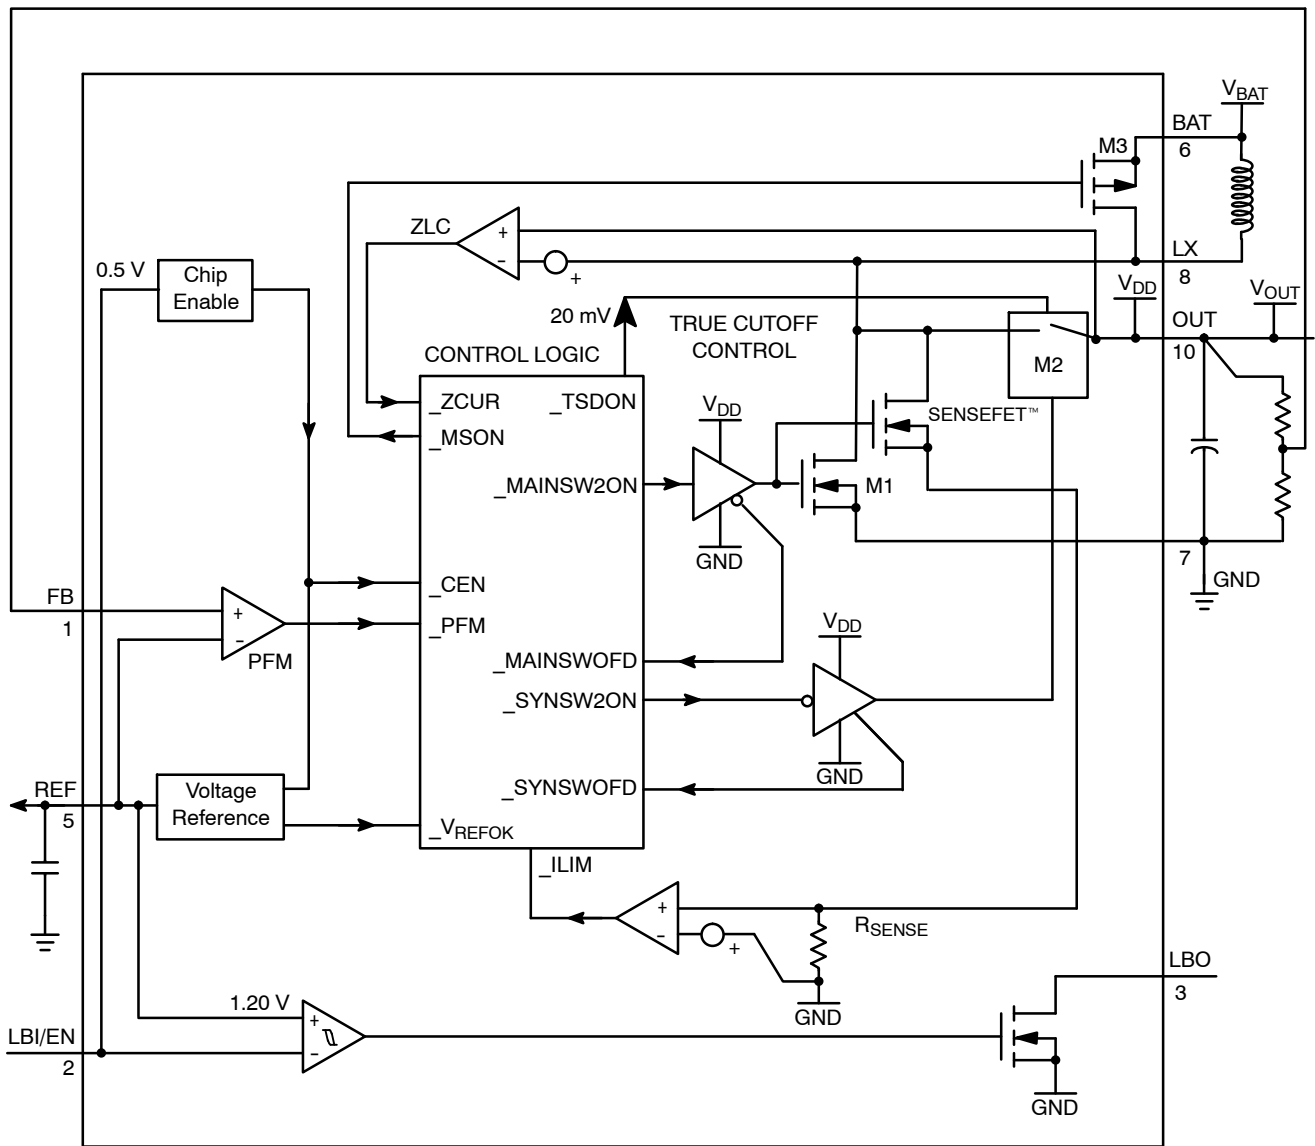 V_BAT
BAT
6
M3
ZLC
+
−
+
LX
8
0.5 V
Chip
Enable
20 mV
TRUE CUTOFF
CONTROL
V_DD
V_OUT
OUT
10
M2
CONTROL LOGIC
_ZCUR
_TSDON
_MSON
V_DD
SENSEFET™
_MAINSW2ON
M1
GND
7
GND
_CEN
FB
1
+
−
PFM
_PFM
V_DD
_MAINSWOFD
_SYNSW2ON
GND
REF
5
Voltage
Reference
_SYNSWOFD
_V_REFOK
_ILIM
+
−
+
R_SENSE
GND
LBO
3
1.20 V
+
−
LBI/EN
2
GND